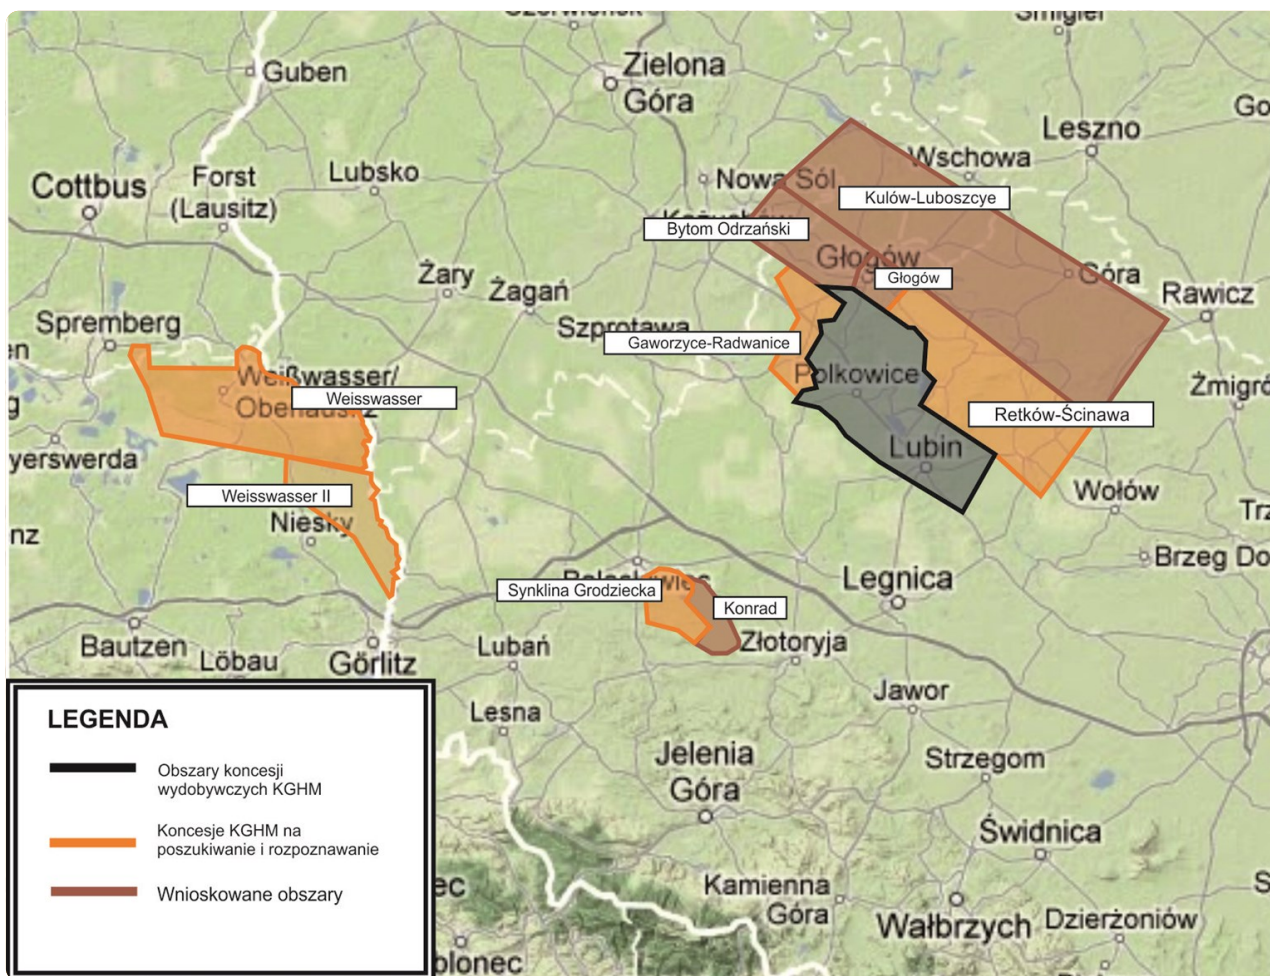 Śmigiel
Guben
Zielona
Góra
Leszno
Wschowa
Cottbus
Forst
(Lausitz)
Lubsko
Nowa Sól
Kulów-Luboszcye
Bytom Odrzański
Głogów
Głogów
Góra
Żary
Żagań
Rawicz
Spremberg
Szprotawa
Gaworzyce-Radwanice
Weißwasser/
Weisswasser
Polkowice
Retków-Ścinawa
Lubin
yerswerda
Weisswasser II
Niesky
Wołów
nz
Brzeg Do
Legnica
Synklina Grodziecka
Konrad
Bautzen
Löbau
Görlitz
Lubań
Złotoryja
Jawor
Lesna
LEGENDA
Obszary koncesji
wydobywczych KGHM
Koncesje KGHM na
poszukiwanie i rozpoznawanie
Wnioskowane obszary
Jelenia
Góra
Strzegom
Świdnica
Kamienna
Góra
Wałbrzych
Dzierżoniów
ec
blonec